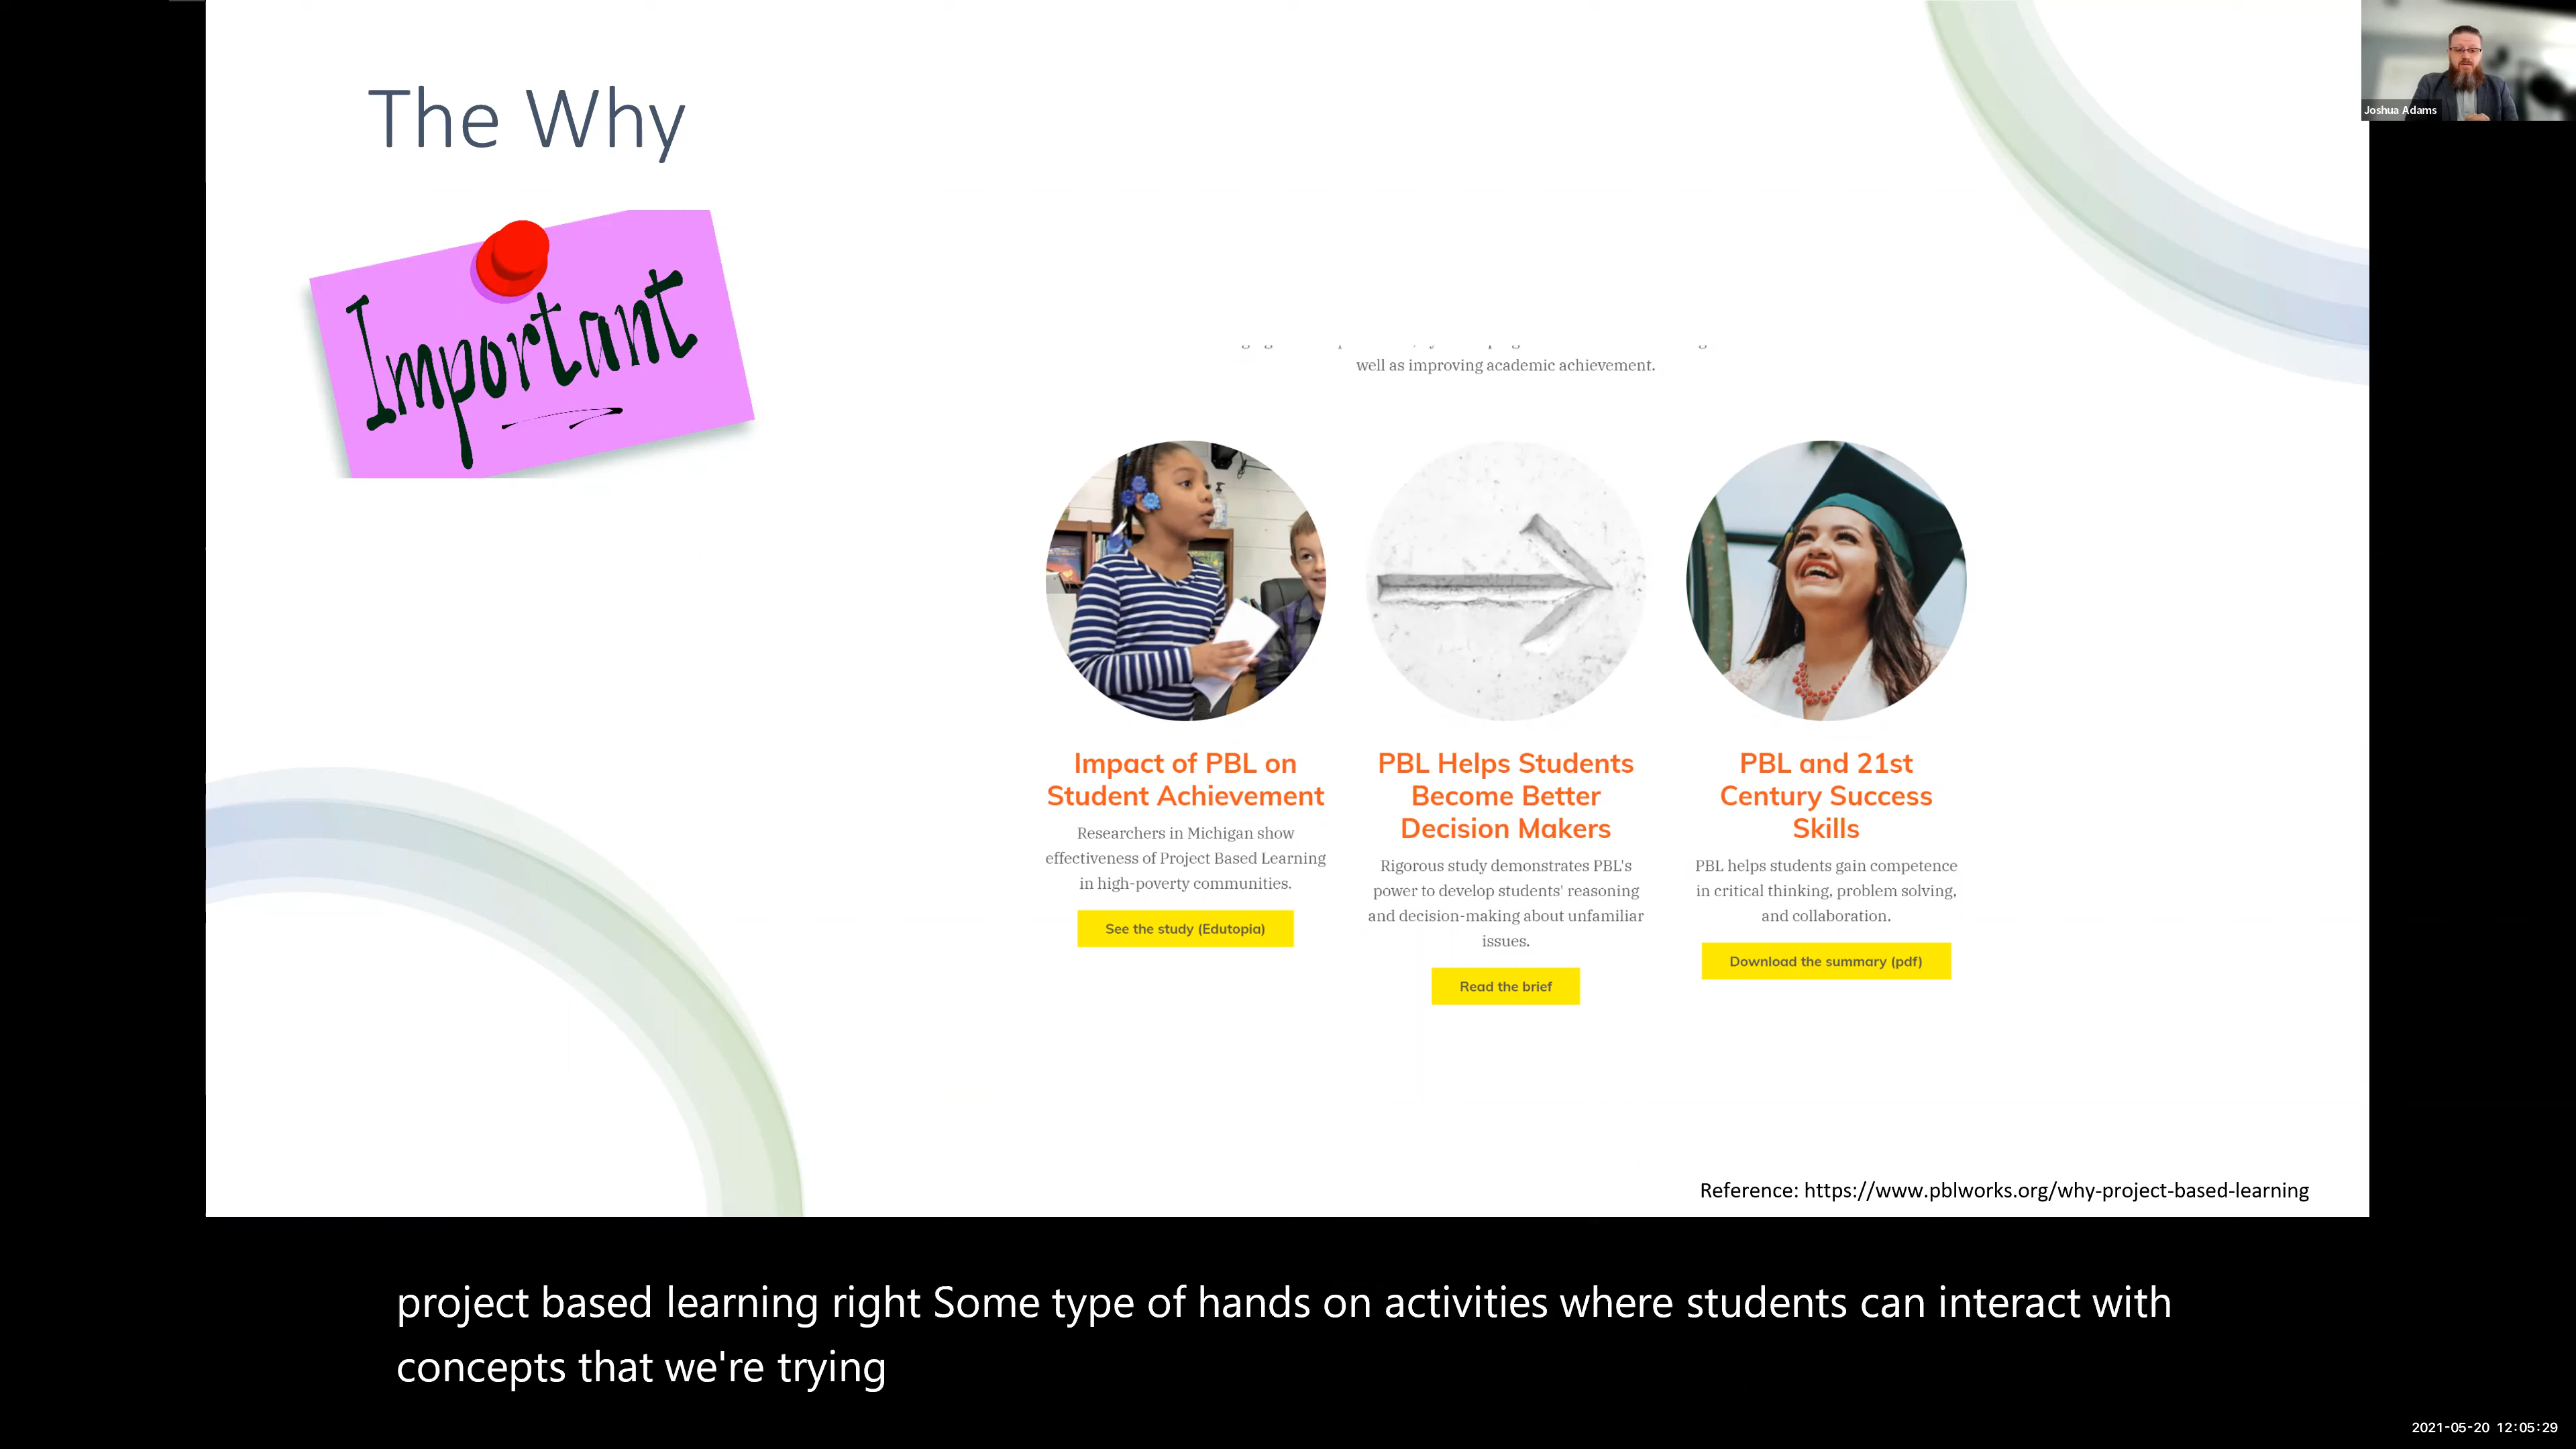 The Why
Joshua Adams
Important
well as improving academic achievement.
Impact of PBL on
Student Achievement
Researchers in Michigan show
effectiveness of Project Based Learning
in high-poverty communities.
See the study (Edutopia)
PBL Helps Students
Become Better
Decision Makers
Rigorous study demonstrates PBL's
power to develop students' reasoning
and decision-making about unfamiliar
issues.
Read the brief
PBL and 21st
Century Success
Skills
PBL helps students gain competence
in critical thinking, problem solving,
and collaboration.
Download the summary (pdf)
Reference: https://www.pblworks.org/why-project-based-learning
project based learning right Some type of hands on activities where students can interact with
concepts that we're trying
2021-05-20 12:05:29